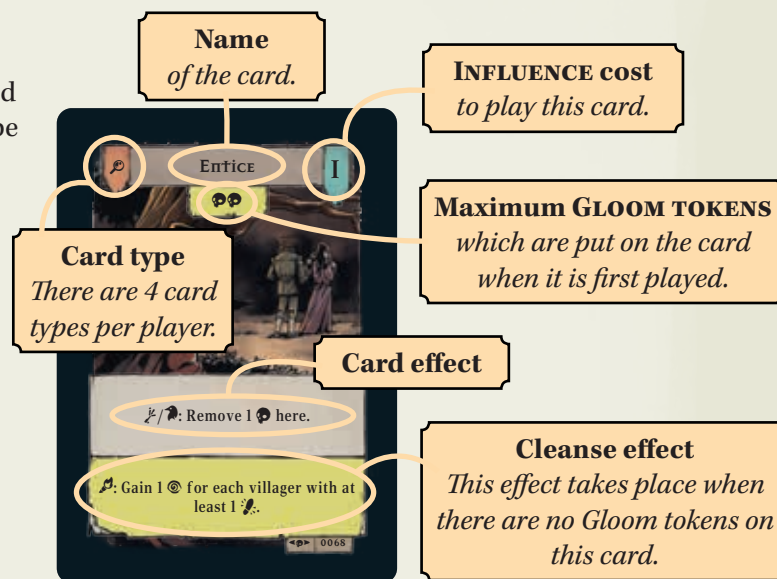 Name
of the card.
INFLUENCE cost
to play this card.
ENTICE
I
Maximum GLOOM TOKENS
which are put on the card
when it is first played.
Card type
There are 4 card
types per player.
Card effect
/ : Remove 1 here.
Cleanse effect
This effect takes place when
there are no Gloom tokens on
this card.
: Gain 1 for each villager with at
least 1 .
0068